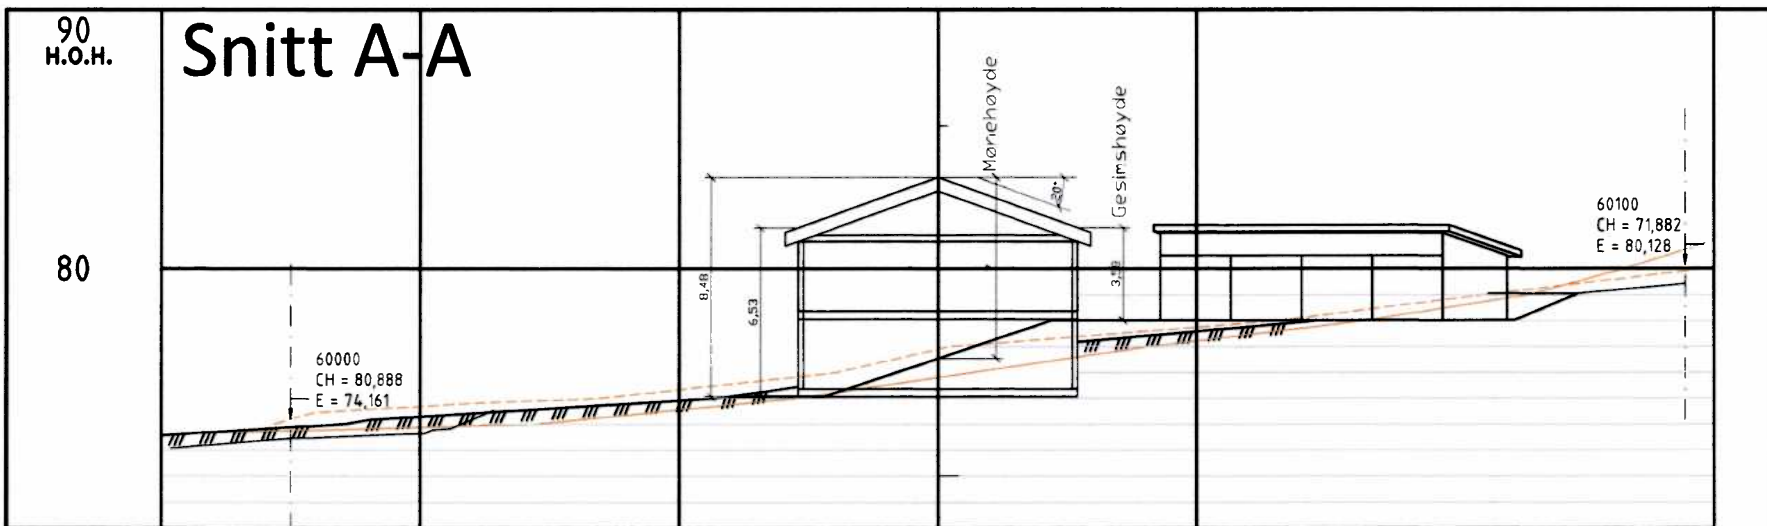 90
H.O.H.
Snitt A-A
Mønehøyde
Gesimshøyde
20°
60100
CH = 71,882
E = 80,128
80
8,48
6,53
3,59
60000
CH = 80,888
E = 74,161